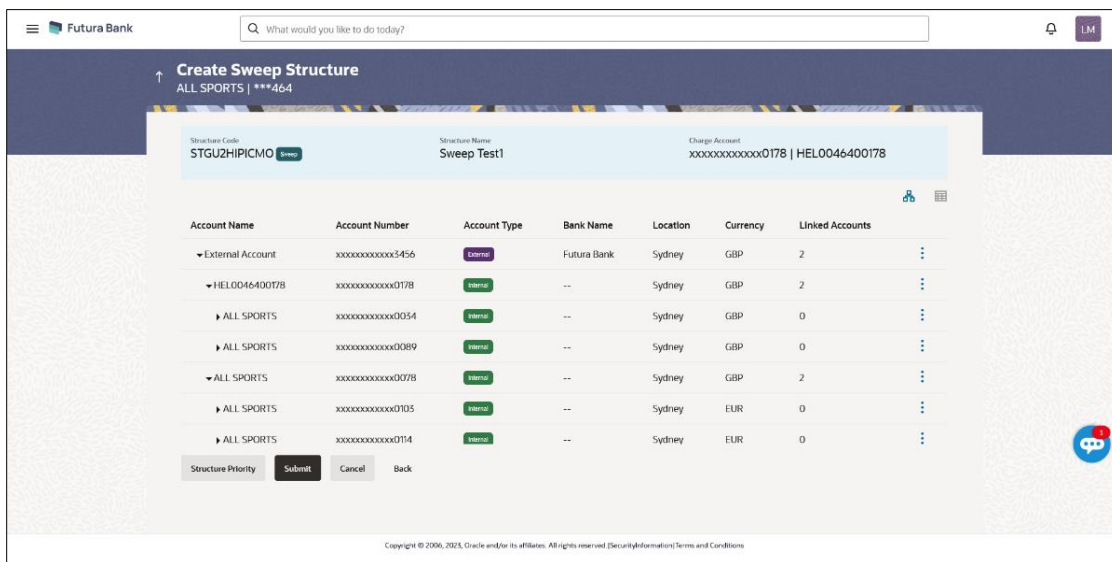 Futura Bank
What would you like to do today?
LM
Create Sweep Structure
ALL SPORTS | ***464
Structure Code Structure Name Charge Account
STGU2HIPICMO Sweep Sweep Test1 xxxxxxxxxxxx0178 | HEL0046400178
Account Name Account Number Account Type Bank Name Location Currency Linked Accounts
External Account xxxxxxxxxxxx3456 External Futura Bank Sydney GBP 2
HEL0046400178 xxxxxxxxxxxx0178 Internal -- Sydney GBP 2
ALL SPORTS xxxxxxxxxxxx0034 Internal -- Sydney GBP 0
ALL SPORTS xxxxxxxxxxxx0089 Internal -- Sydney GBP 0
ALL SPORTS xxxxxxxxxxxx0078 Internal -- Sydney GBP 2
ALL SPORTS xxxxxxxxxxxx0103 Internal -- Sydney EUR 0
ALL SPORTS xxxxxxxxxxxx0114 Internal -- Sydney EUR 0
1
Structure Priority Submit Cancel Back
Copyright © 2006, 2023, Oracle and/or its affiliates. All rights reserved.|SecurityInformation|Terms and Conditions